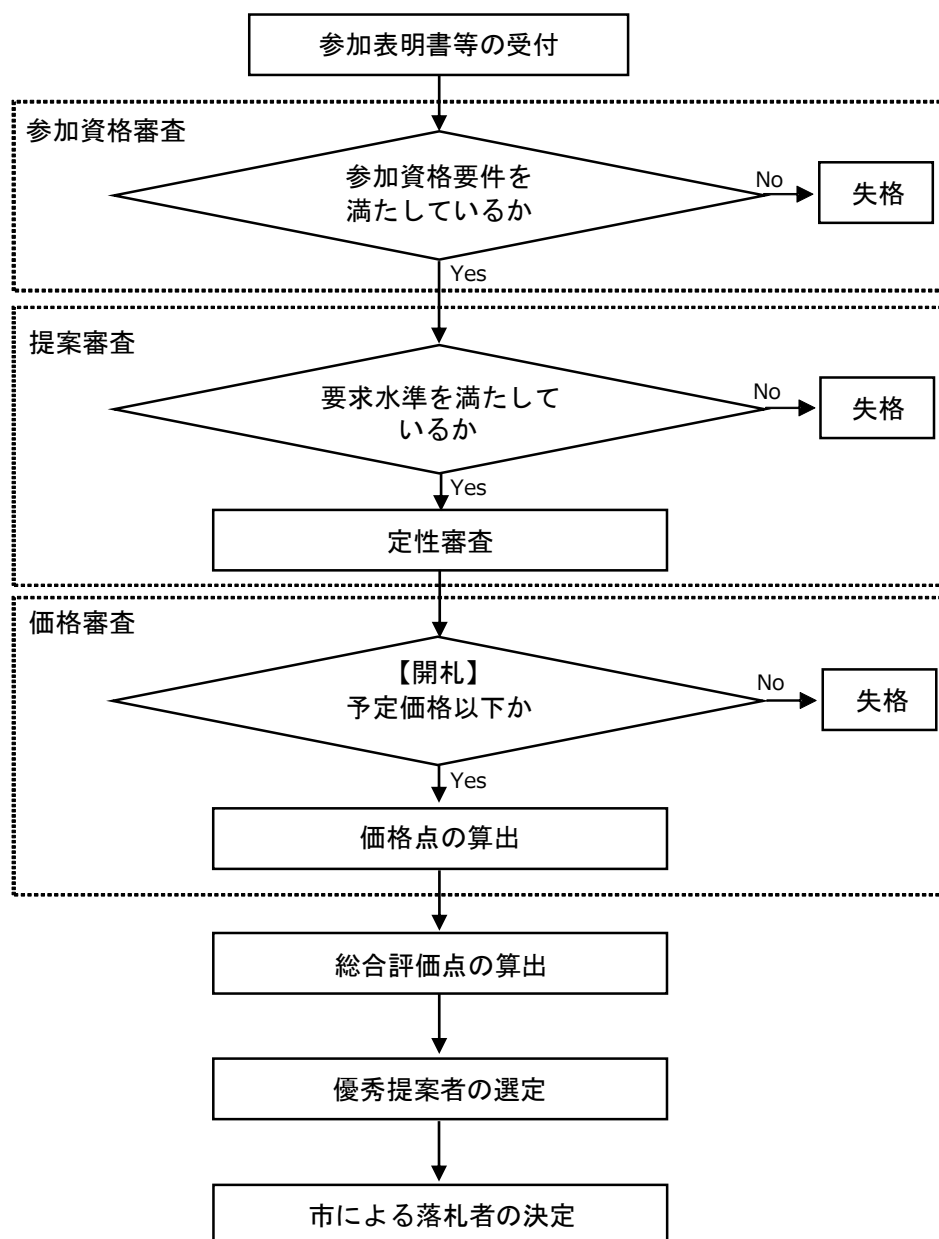 参加表明書等の受付
参加資格審査
参加資格要件を
満たしているか
No
失格
Yes
提案審査
要求水準を満たして
いるか
No
失格
Yes
定性審査
価格審査
【開札】
予定価格以下か
No
失格
Yes
価格点の算出
総合評価点の算出
優秀提案者の選定
市による落札者の決定